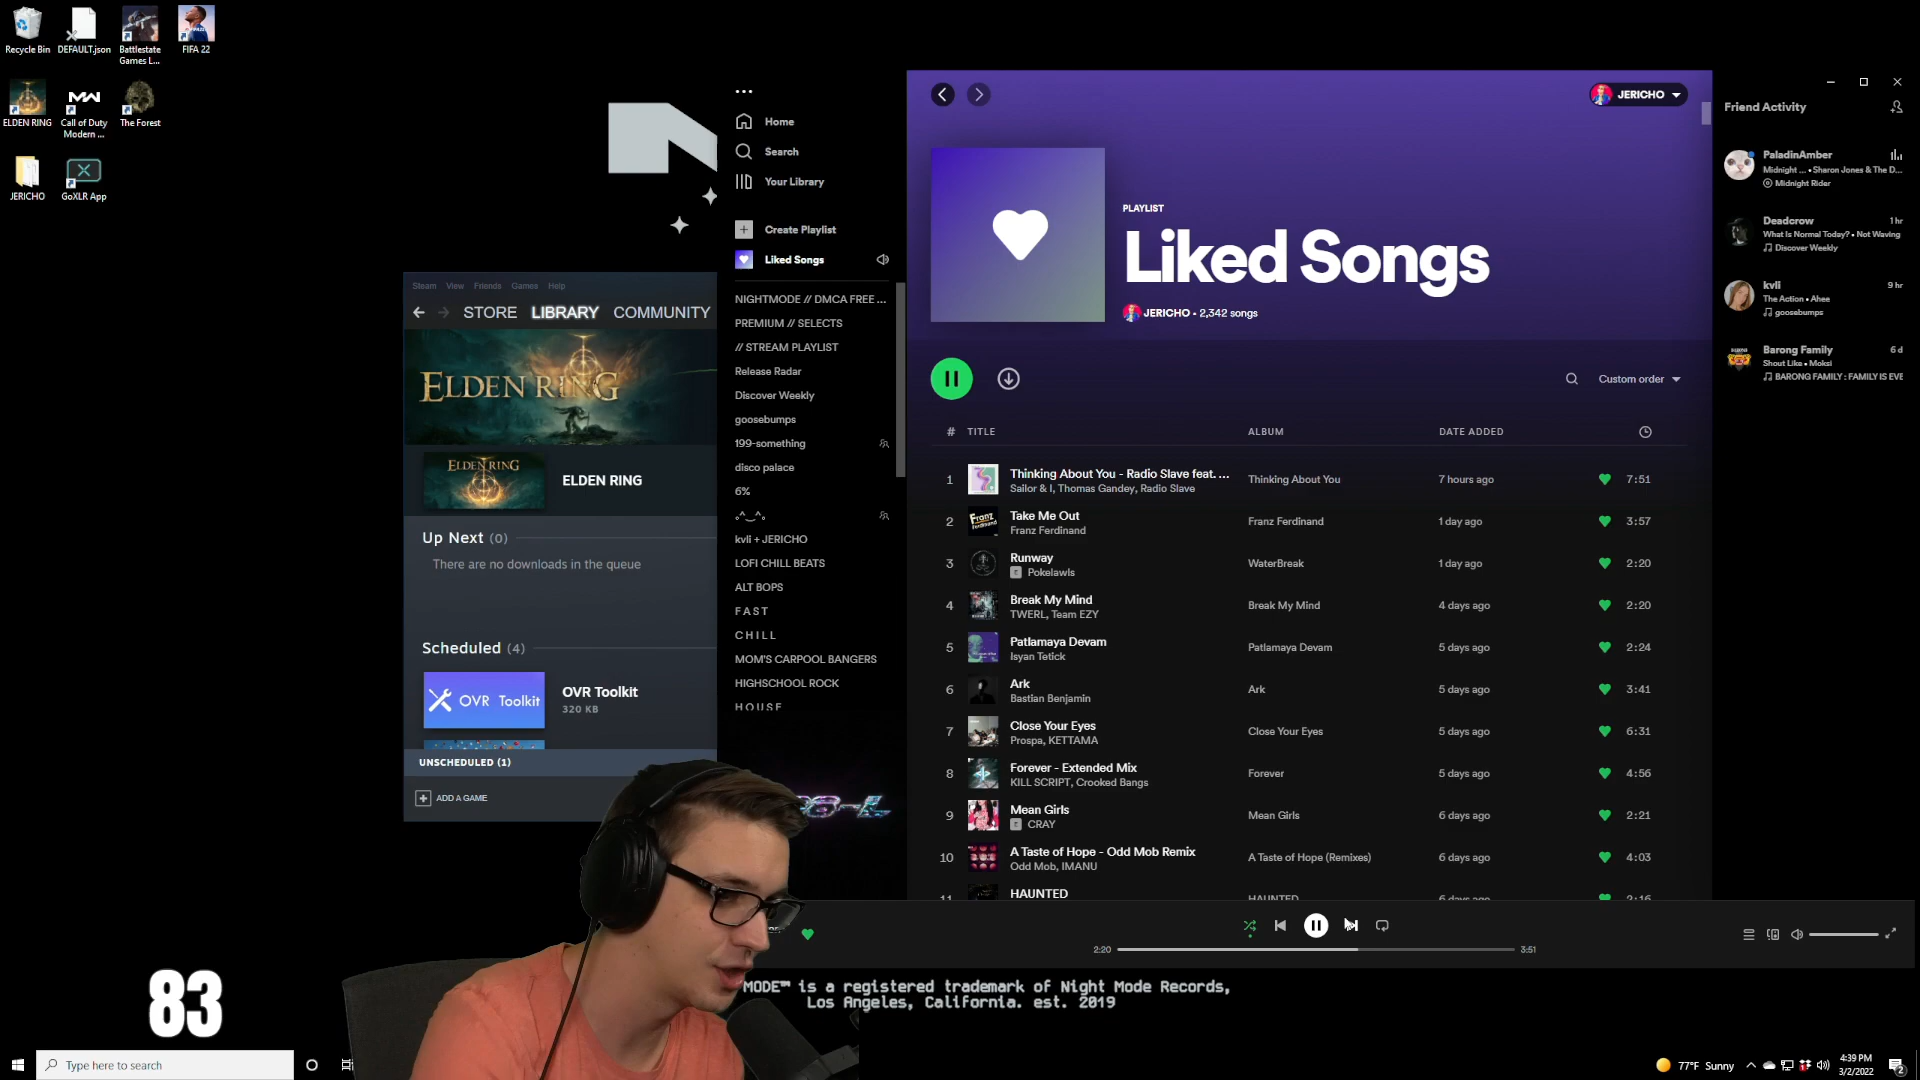 Recycle Bin
DEFAULT.json
Battlestate
Games L...
FIFA 22
ELDEN RING
Call of Duty
Modern ...
The Forest
JERICHO
GoXLR App
Steam View Friends Games Help
STORE LIBRARY COMMUNITY
ELDEN RING
ELDEN RING
ELDEN RING
Up Next (0)
There are no downloads in the queue
Scheduled (4)
OVR Toolkit
OVR Toolkit
320 KB
UNSCHEDULED (1)
ADD A GAME
Home
Search
Your Library
Create Playlist
Liked Songs
NIGHTMODE // DMCA FREE ...
PREMIUM // SELECTS
// STREAM PLAYLIST
Release Radar
Discover Weekly
goosebumps
199-something
disco palace
6%
kvli + JERICHO
LOFI CHILL BEATS
ALT BOPS
F A S T
C H I L L
MOM'S CARPOOL BANGERS
HIGHSCHOOL ROCK
H O U S E
JERICHO
PLAYLIST
Liked Songs
JERICHO • 2,342 songs
Custom order
# TITLE ALBUM DATE ADDED
1 Thinking About You - Radio Slave feat. ... Thinking About You 7 hours ago 7:51
Sailor & I, Thomas Gandey, Radio Slave
2 Take Me Out Franz Ferdinand 1 day ago 3:57
Franz Ferdinand
3 Runway WaterBreak 1 day ago 2:20
E Pokelawls
4 Break My Mind Break My Mind 4 days ago 2:20
TWERL, Team EZY
5 Patlamaya Devam Patlamaya Devam 5 days ago 2:24
Isyan Tetick
6 Ark Ark 5 days ago 3:41
Bastian Benjamin
7 Close Your Eyes Close Your Eyes 5 days ago 6:31
Prospa, KETTAMA
8 Forever - Extended Mix Forever 5 days ago 4:56
KILL SCRIPT, Crooked Bangs
9 Mean Girls Mean Girls 6 days ago 2:21
E CRAY
10 A Taste of Hope - Odd Mob Remix A Taste of Hope (Remixes) 6 days ago 4:03
Odd Mob, IMANU
11 HAUNTED HAUNTED 6 days ago 2:16
Friend Activity
PaladinAmber
Midnight ... • Sharon Jones & The D...
Midnight Rider
Deadcrow 1 hr
What Is Normal Today? • Not Waving
Discover Weekly
kvli 9 hr
The Action • Ahee
goosebumps
Barong Family 6 d
Shout Like • Moksi
BARONG FAMILY : FAMILY IS EVE
2:20 3:51
MODE™ is a registered trademark of Night Mode Records,
Los Angeles, California. est. 2019
83
Type here to search
77°F Sunny
4:39 PM
3/2/2022
2